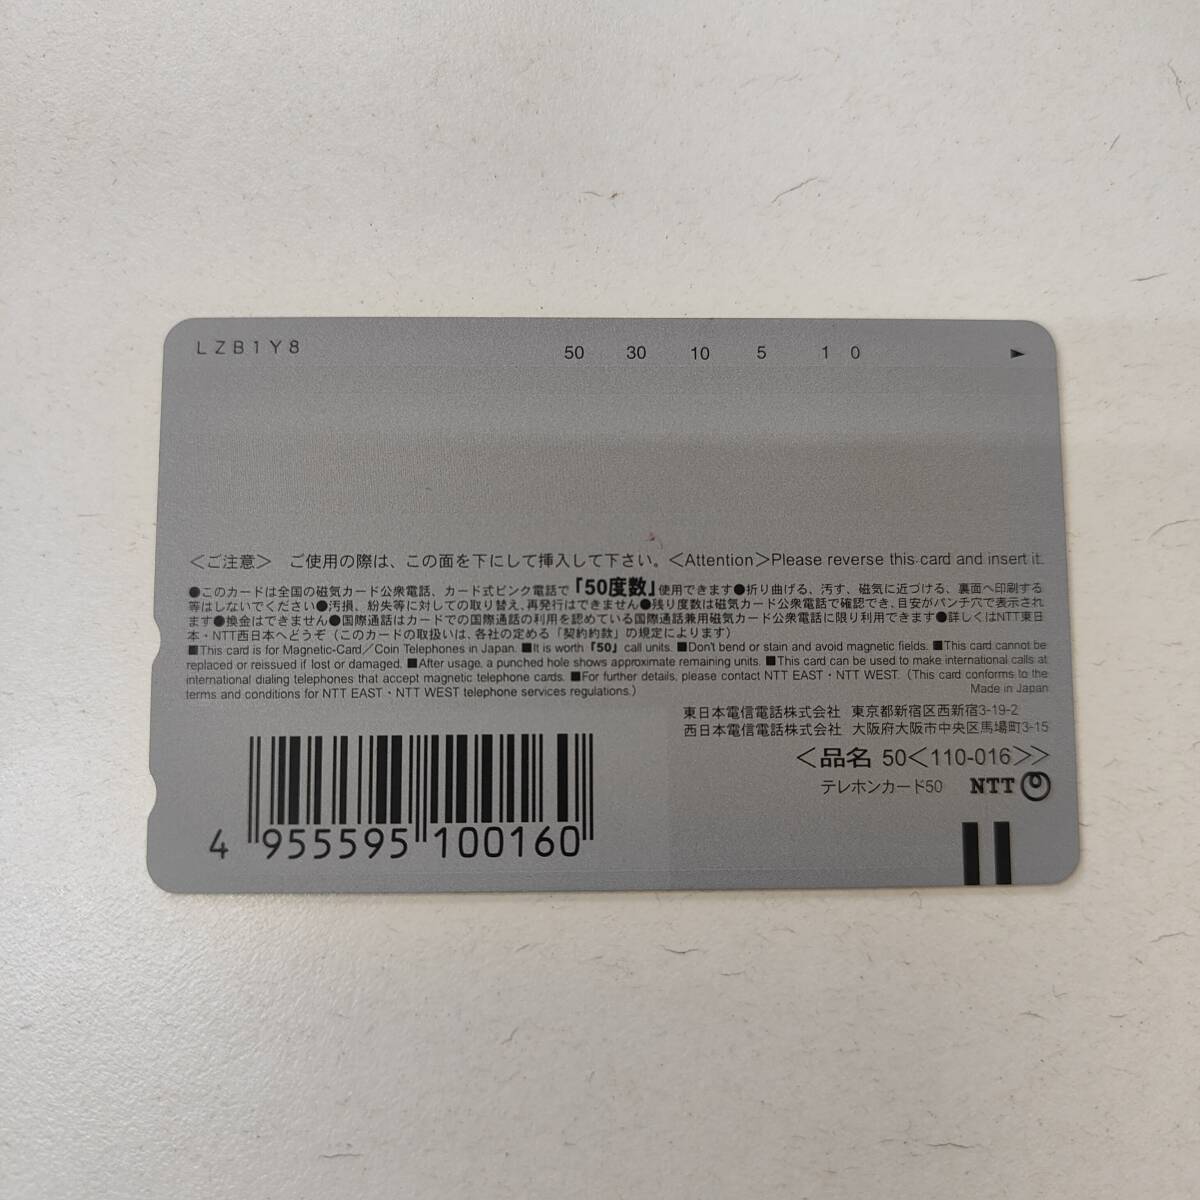 LZB1Y8
50 30 10 5 1 0 ►
＜ご注意＞ ご使用の際は、この面を下にして挿入して下さい。＜Attention＞Please reverse this card and insert it.
●このカードは全国の磁気カード公衆電話、カード式ピンク電話で「50度数」使用できます●折り曲げる、汚す、磁気に近づける、裏面へ印刷する
等はしないでください●汚損、紛失等に対しての取り替え、再発行はできません●残り度数は磁気カード公衆電話で確認でき、目安がパンチ穴で表示され
ます●換金はできません●国際通話はカードでの国際通話の利用を認めている国際通話兼用磁気カード公衆電話に限り利用できます●詳しくはNTT東日
本・NTT西日本へどうぞ（このカードの取扱いは、各社の定める「契約約款」の規定によります）
■This card is for Magnetic-Card／Coin Telephones in Japan. ■It is worth「50」call units. ■Don't bend or stain and avoid magnetic fields. ■This card cannot be
replaced or reissued if lost or damaged. ■After usage, a punched hole shows approximate remaining units. ■This card can be used to make international calls at
international dialing telephones that accept magnetic telephone cards. ■For further details, please contact NTT EAST・NTT WEST.（This card conforms to the
terms and conditions for NTT EAST・NTT WEST telephone services regulations.） Made in Japan
東日本電信電話株式会社 東京都新宿区西新宿3-19-2
西日本電信電話株式会社 大阪府大阪市中央区馬場町3-15
＜品名 50＜110-016＞＞
テレホンカード50 NTT
4 955595 100160